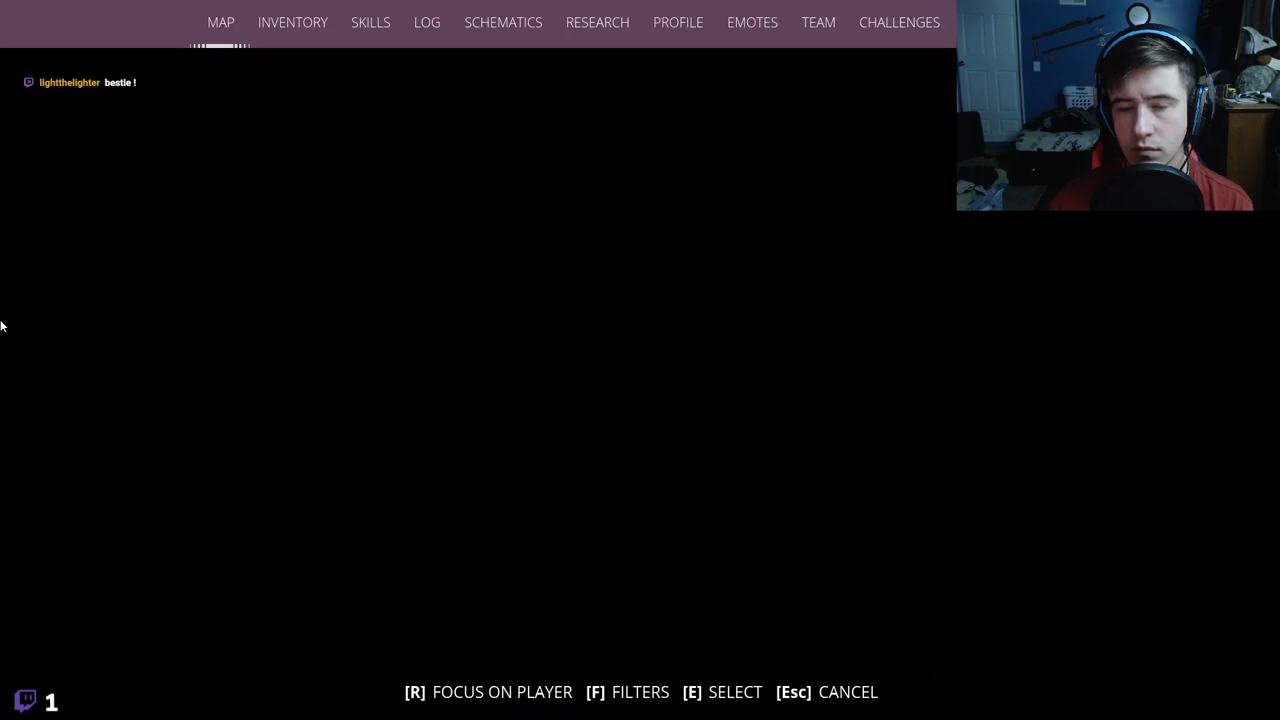 MAP INVENTORY SKILLS LOG SCHEMATICS RESEARCH PROFILE EMOTES TEAM CHALLENGES
lightthelighter bestie !
1
[R] FOCUS ON PLAYER [F] FILTERS [E] SELECT [Esc] CANCEL